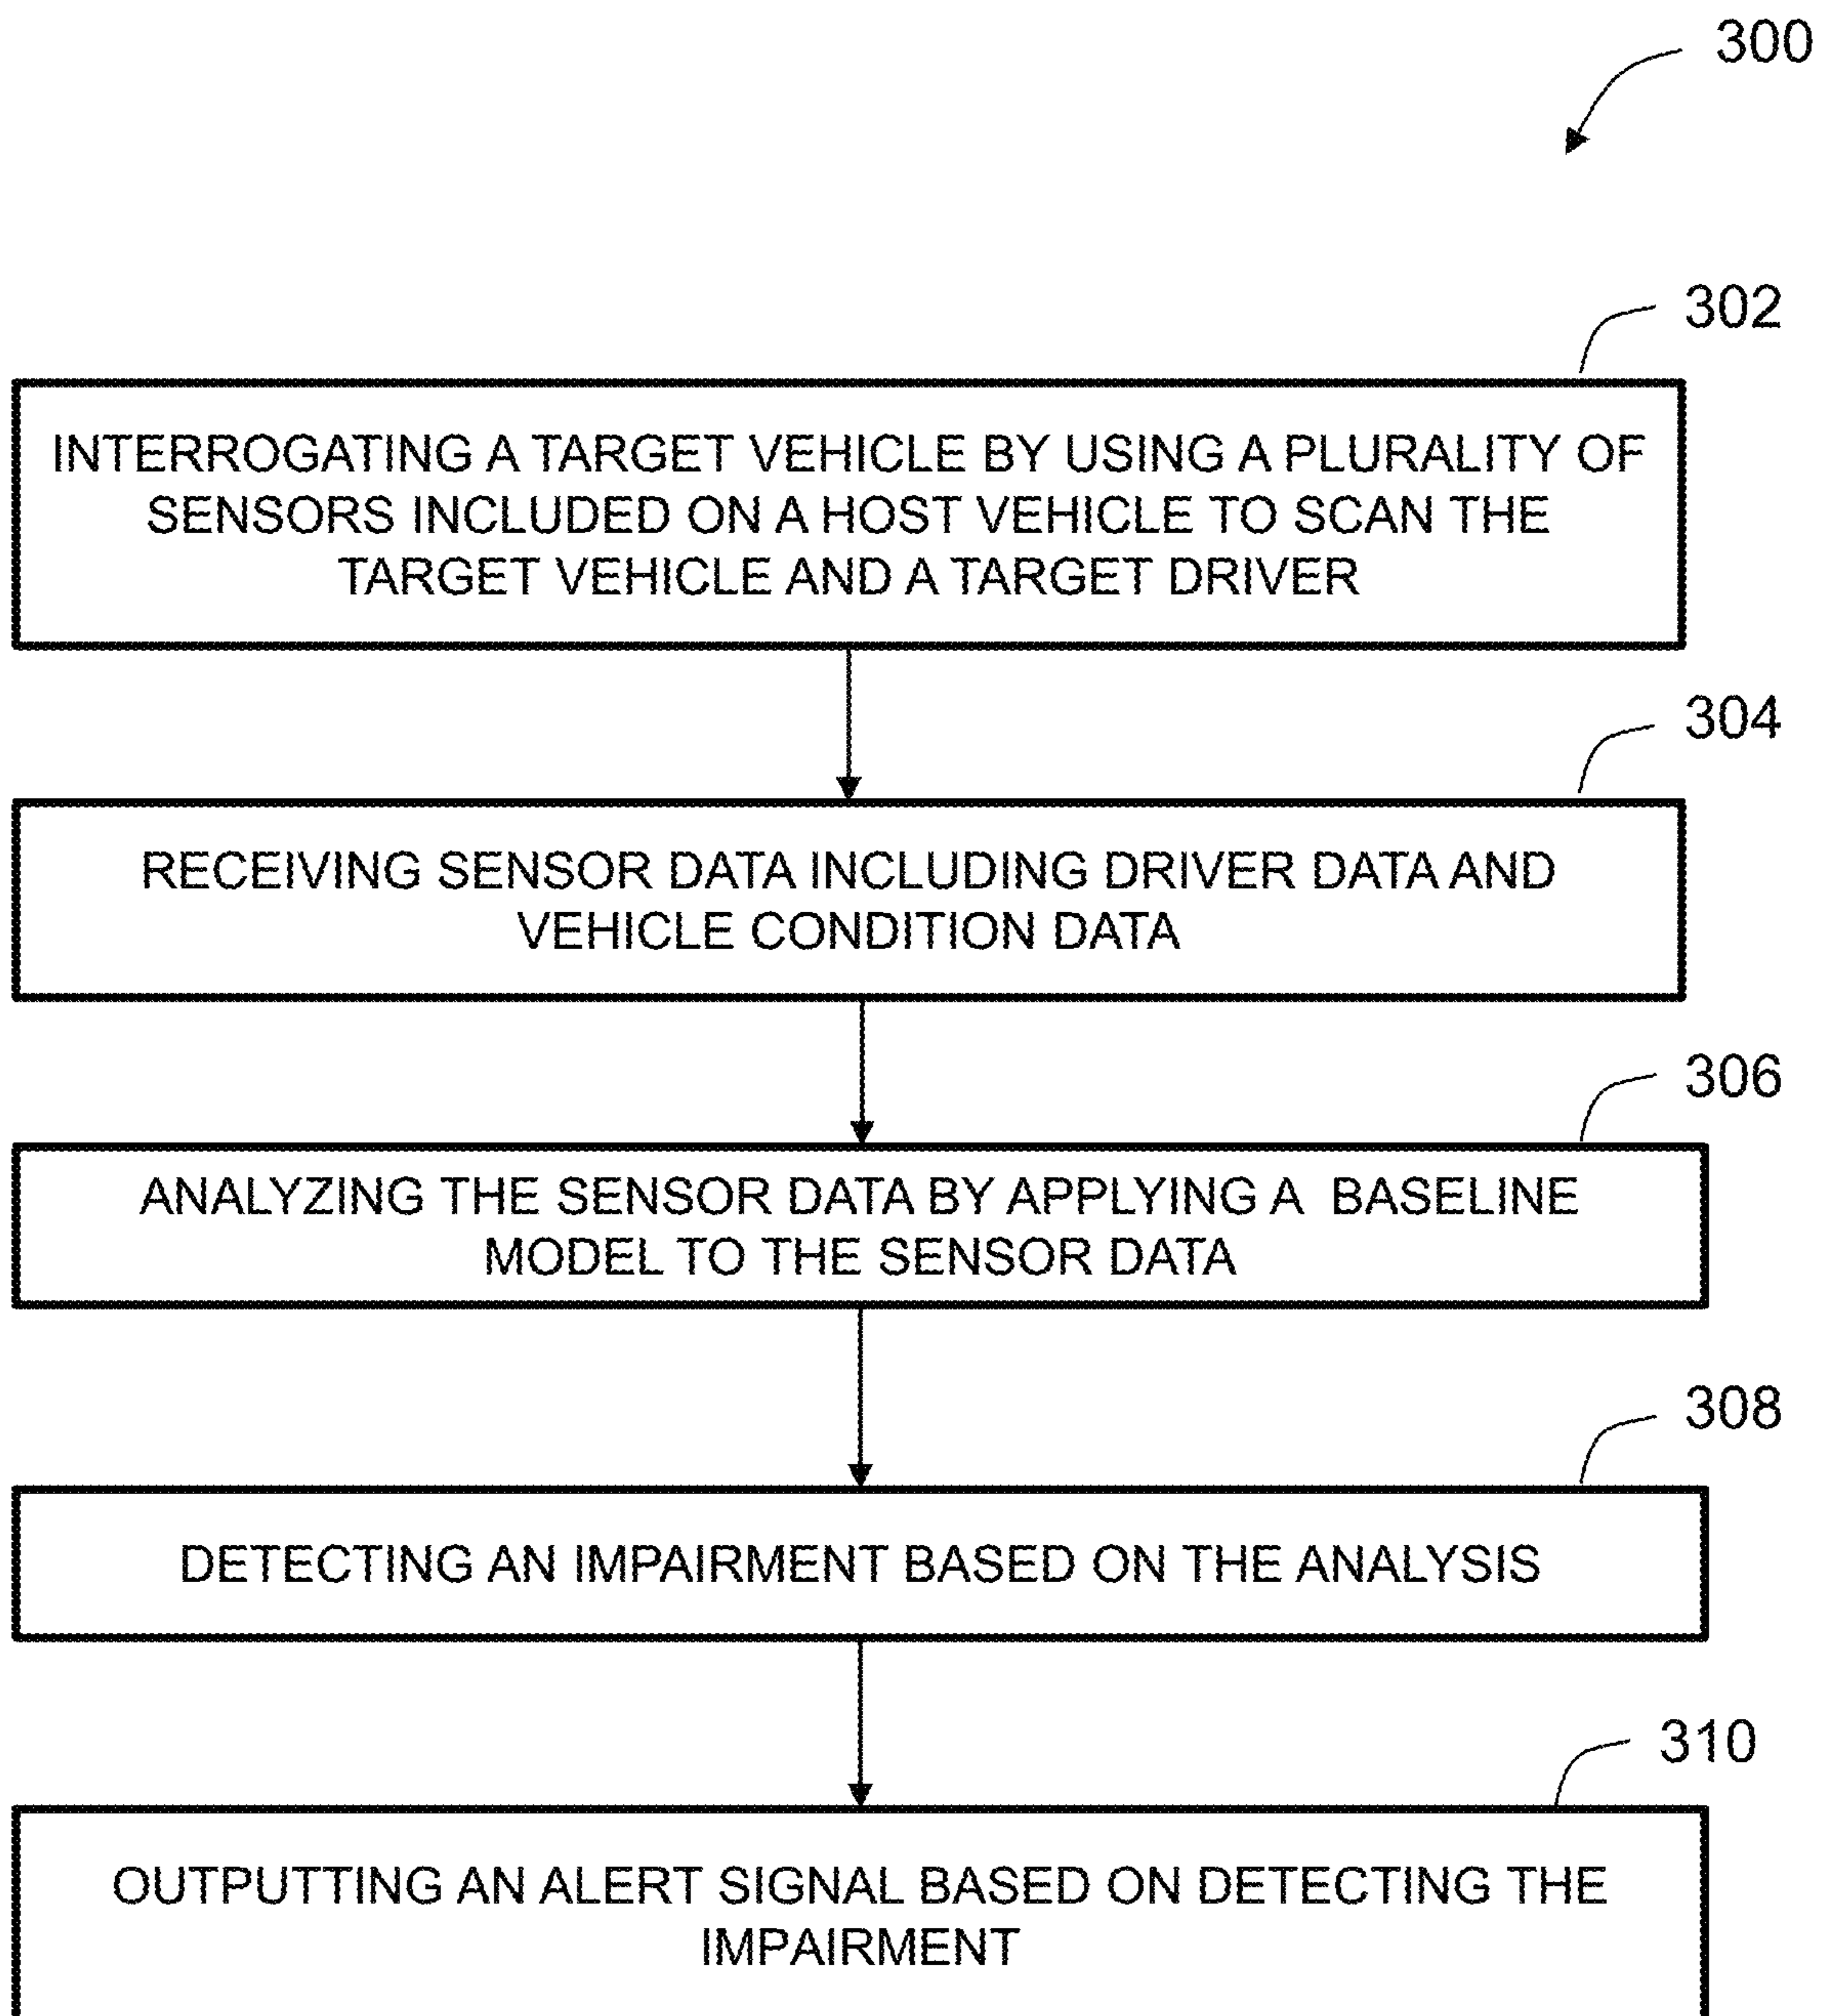 300
302
INTERROGATING A TARGET VEHICLE BY USING A PLURALITY OF
SENSORS INCLUDED ON A HOST VEHICLE TO SCAN THE
TARGET VEHICLE AND A TARGET DRIVER
304
RECEIVING SENSOR DATA INCLUDING DRIVER DATA AND
VEHICLE CONDITION DATA
306
ANALYZING THE SENSOR DATA BY APPLYING A BASELINE
MODEL TO THE SENSOR DATA
308
DETECTING AN IMPAIRMENT BASED ON THE ANALYSIS
310
OUTPUTTING AN ALERT SIGNAL BASED ON DETECTING THE
IMPAIRMENT